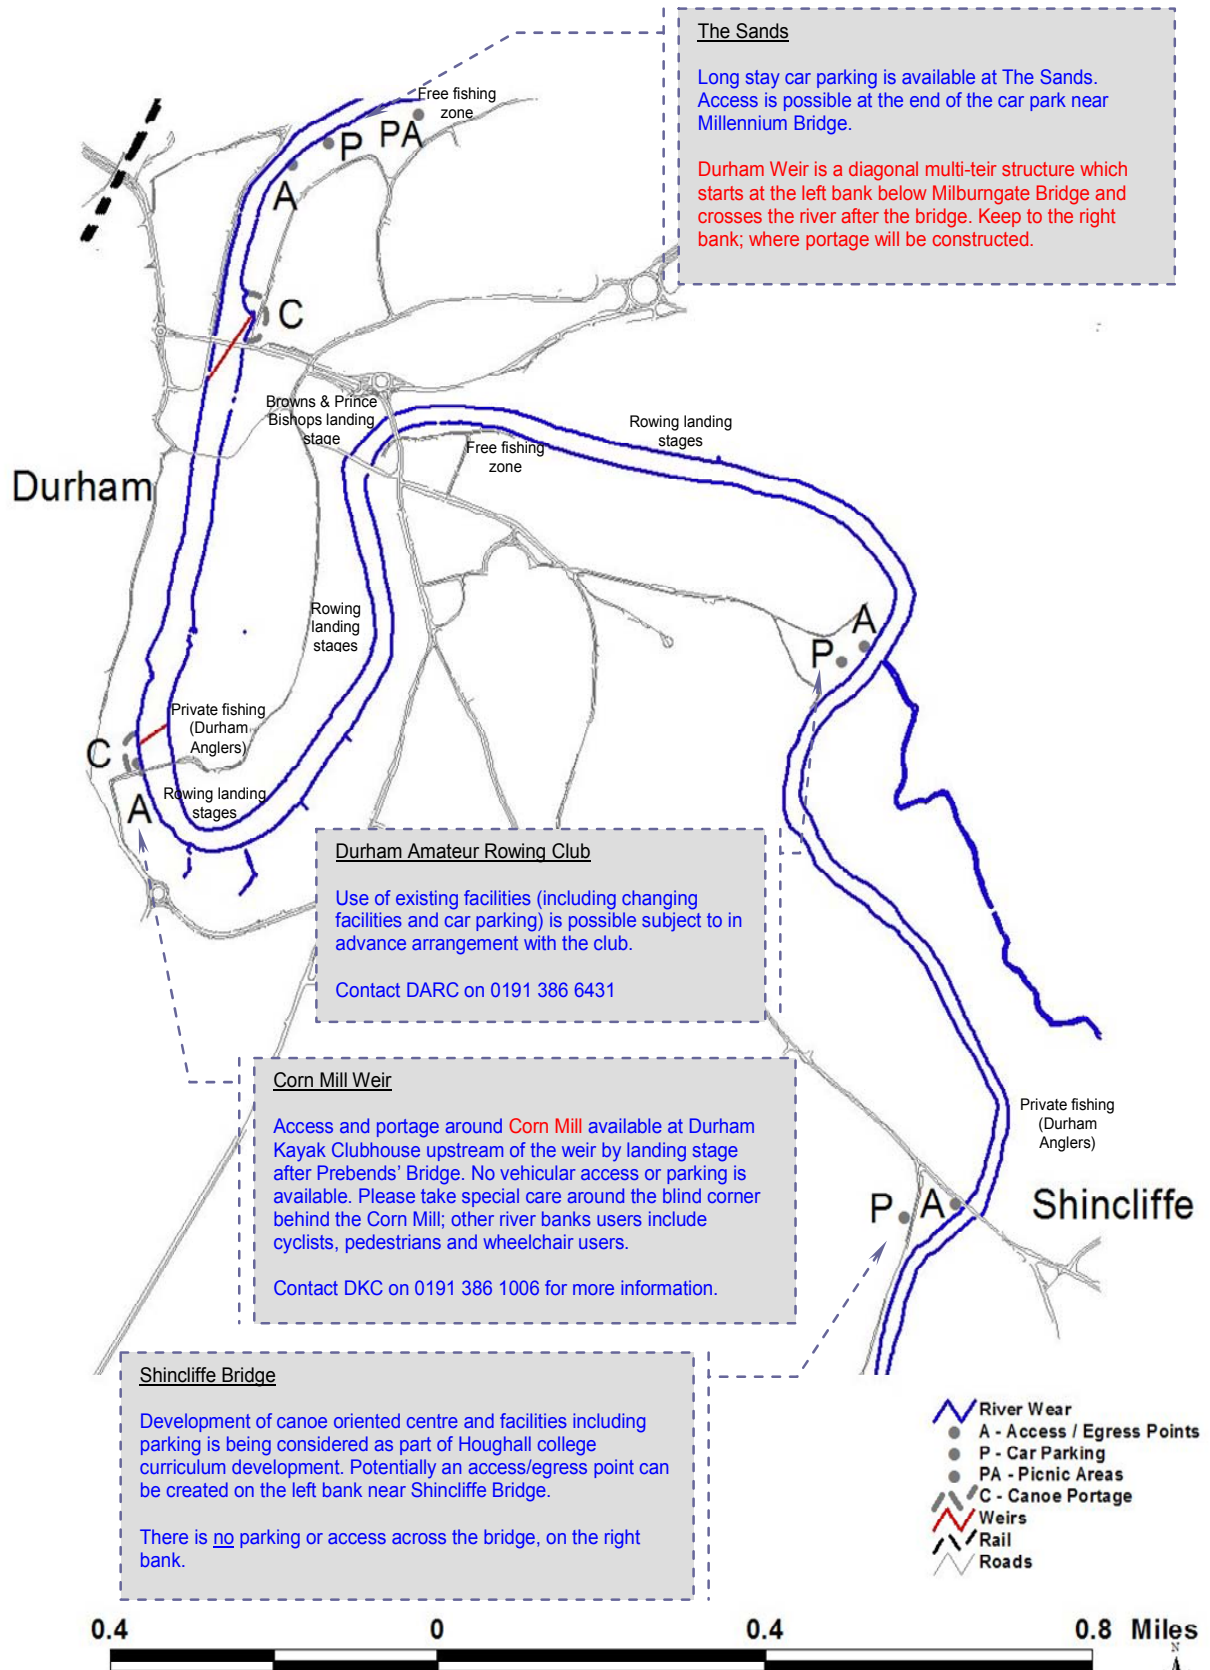 The Sands
Long stay car parking is available at The Sands.
Access is possible at the end of the car park near
Millennium Bridge.
Durham Weir is a diagonal multi-teir structure which
starts at the left bank below Milburngate Bridge and
crosses the river after the bridge. Keep to the right
bank; where portage will be constructed.
Free fishing
zone
P
PA
A
C
Browns & Prince
Bishops landing
stage
Free fishing
zone
Rowing landing
stages
Durham
Rowing
landing
stages
A
P
Private fishing
(Durham
Anglers)
C
A
Rowing landing
stages
Durham Amateur Rowing Club
Use of existing facilities (including changing
facilities and car parking) is possible subject to in
advance arrangement with the club.
Contact DARC on 0191 386 6431
Corn Mill Weir
Access and portage around Corn Mill available at Durham
Kayak Clubhouse upstream of the weir by landing stage
after Prebends' Bridge. No vehicular access or parking is
available. Please take special care around the blind corner
behind the Corn Mill; other river banks users include
cyclists, pedestrians and wheelchair users.
Contact DKC on 0191 386 1006 for more information.
Private fishing
(Durham
Anglers)
P
A
Shincliffe
Shincliffe Bridge
Development of canoe oriented centre and facilities including
parking is being considered as part of Houghall college
curriculum development. Potentially an access/egress point can
be created on the left bank near Shincliffe Bridge.
There is no parking or access across the bridge, on the right
bank.
River Wear
A - Access / Egress Points
P - Car Parking
PA - Picnic Areas
C - Canoe Portage
Weirs
Rail
Roads
0.4 0 0.4 0.8 Miles
N